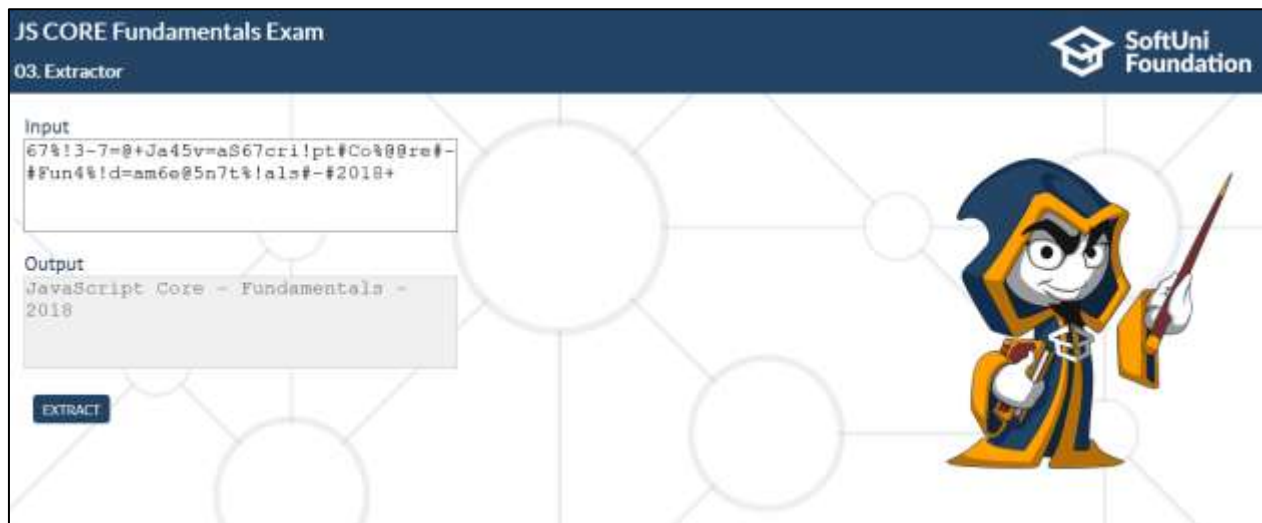 JS CORE Fundamentals Exam
SoftUni
Foundation
03. Extractor
Input
67%!3-7=@+Ja45v=aS67cri!pt#Co%@@re#-
#Fun4%!d=am6e@5n7t%!als#-#2018+
Output
JavaScript Core - Fundamentals -
2018
EXTRACT